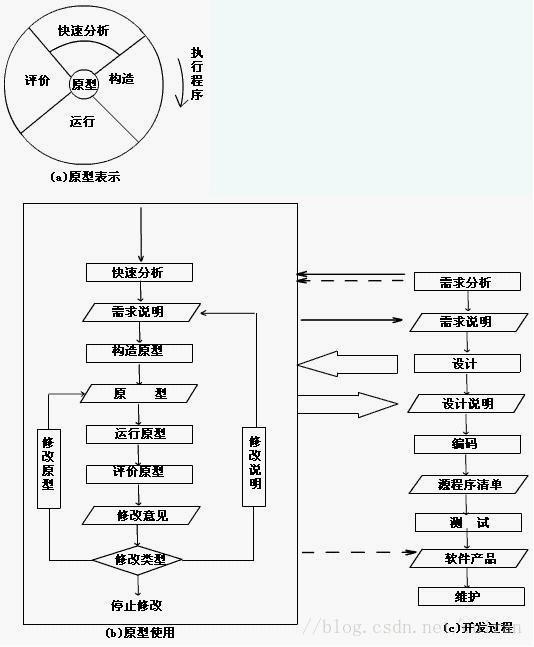 快速分析
评价
原型
构造
运行
执行程序
(a)原型表示
快速分析
需求说明
构造原型
原 型
运行原型
评价原型
修改意见
修改类型
停止修改
修改原型
修改说明
(b)原型使用
需求分析
需求说明
设计
设计说明
编码
源程序清单
测 试
软件产品
维护
(c)开发过程